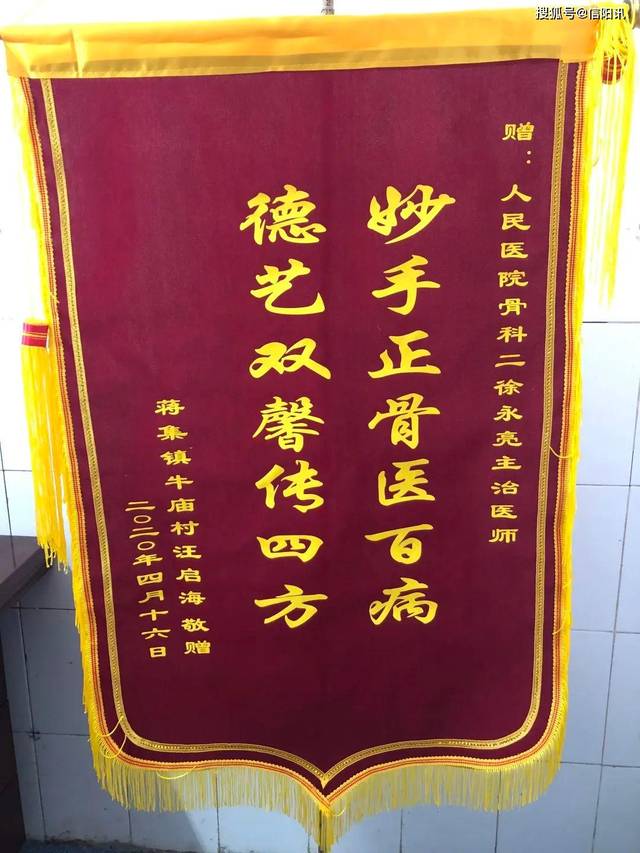 搜狐号@信阳讯
赠：人民医院骨科二徐永亮主治医师
妙手正骨医百病
德艺双馨传四方
蒋集镇牛庙村汪启海敬赠
二〇二〇年四月十六日